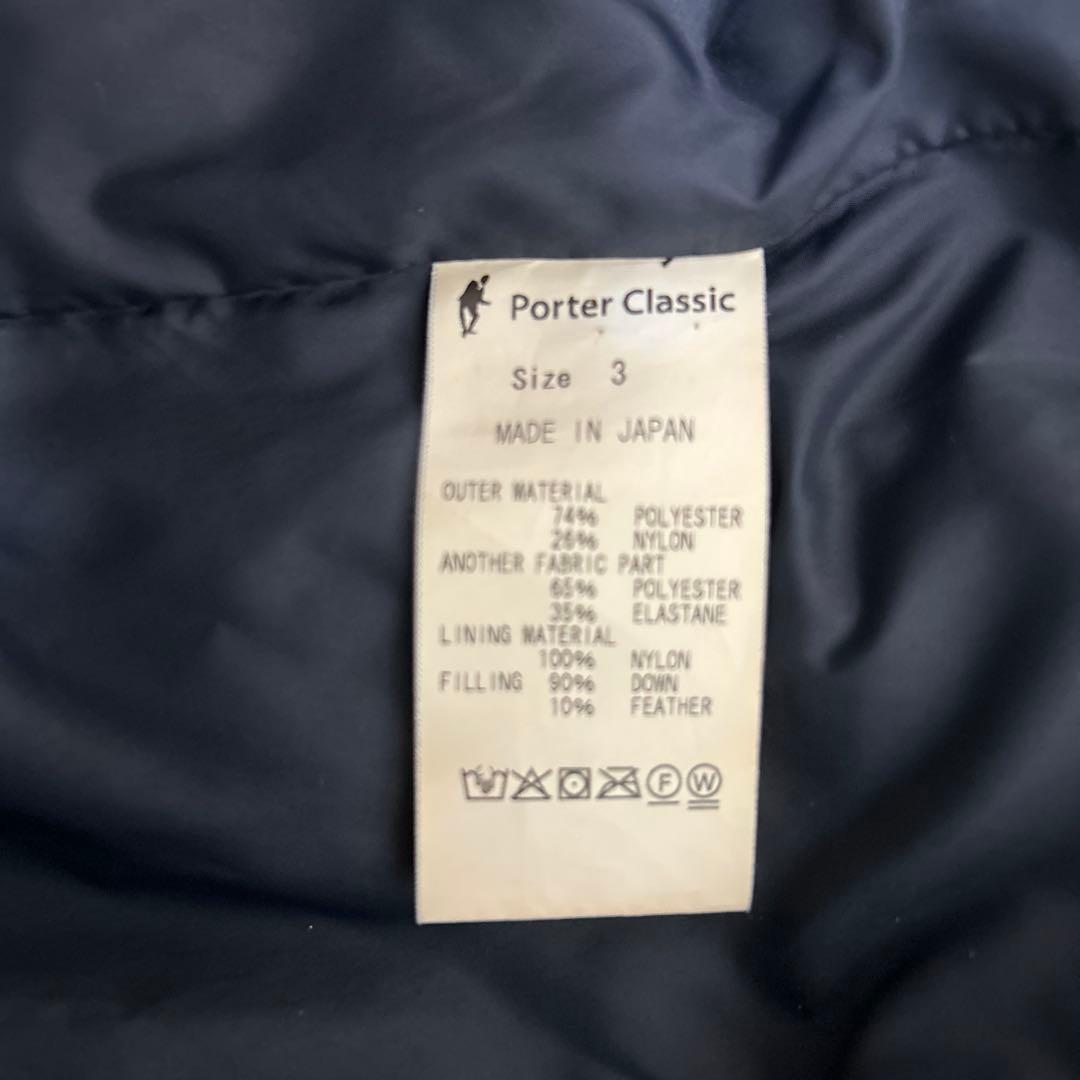 Porter Classic
Size 3
MADE IN JAPAN
OUTER MATERIAL
74% POLYESTER
26% NYLON
ANOTHER FABRIC PART
65% POLYESTER
35% ELASTANE
LINING MATERIAL
100% NYLON
FILLING 90% DOWN
10% FEATHER
F W